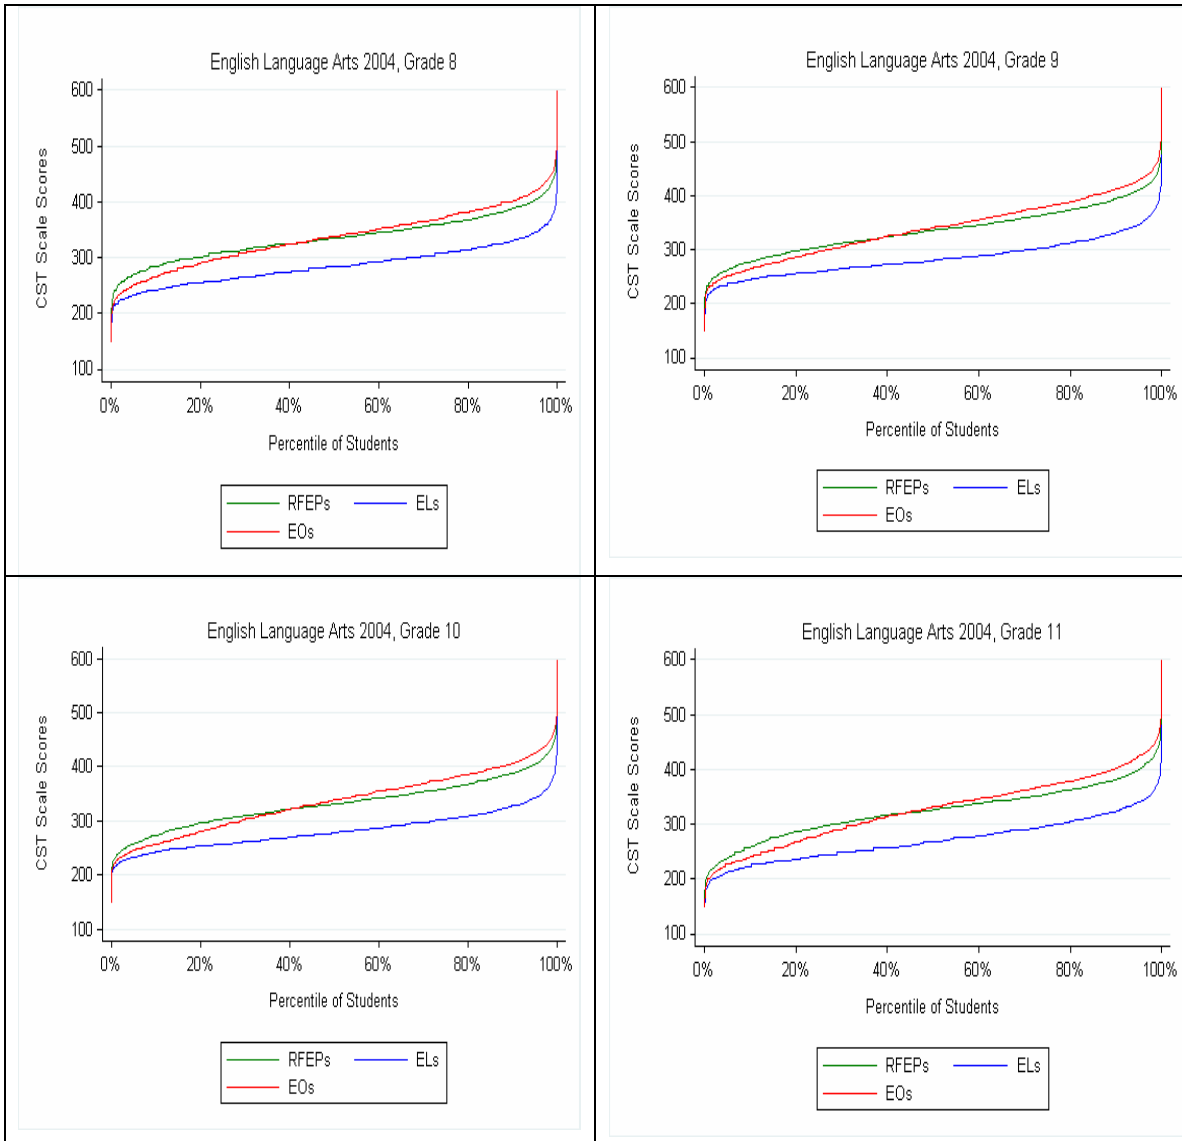 English Language Arts 2004, Grade 8
600
500
400
300
200
100
CST Scale Scores
0% 20% 40% 60% 80% 100%
Percentile of Students
RFEPs ELs
EOs
English Language Arts 2004, Grade 9
600
500
400
300
200
100
CST Scale Scores
0% 20% 40% 60% 80% 100%
Percentile of Students
RFEPs ELs
EOs
English Language Arts 2004, Grade 10
600
500
400
300
200
100
CST Scale Scores
0% 20% 40% 60% 80% 100%
Percentile of Students
RFEPs ELs
EOs
English Language Arts 2004, Grade 11
600
500
400
300
200
100
CST Scale Scores
0% 20% 40% 60% 80% 100%
Percentile of Students
RFEPs ELs
EOs